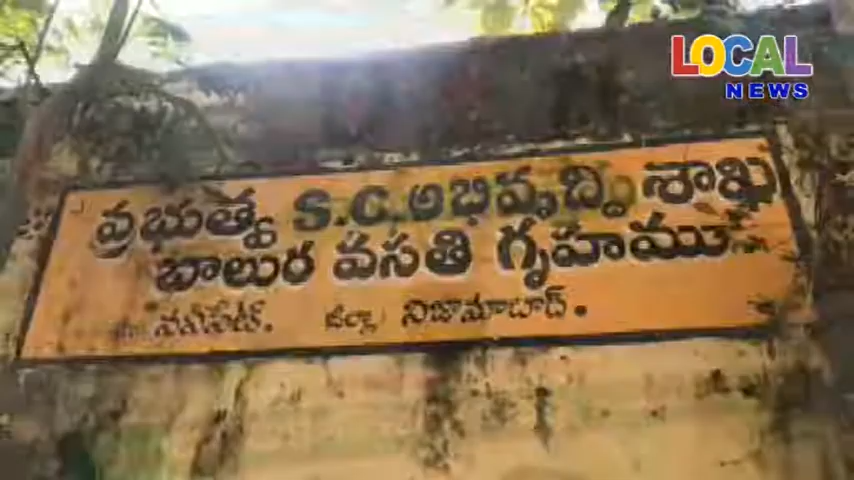 LOCAL
NEWS
ప్రభుత్వ S.C. అభివృద్ధి శాఖ
బాలుర వసతి గృహము
జిల్లా నిజామాబాద్.